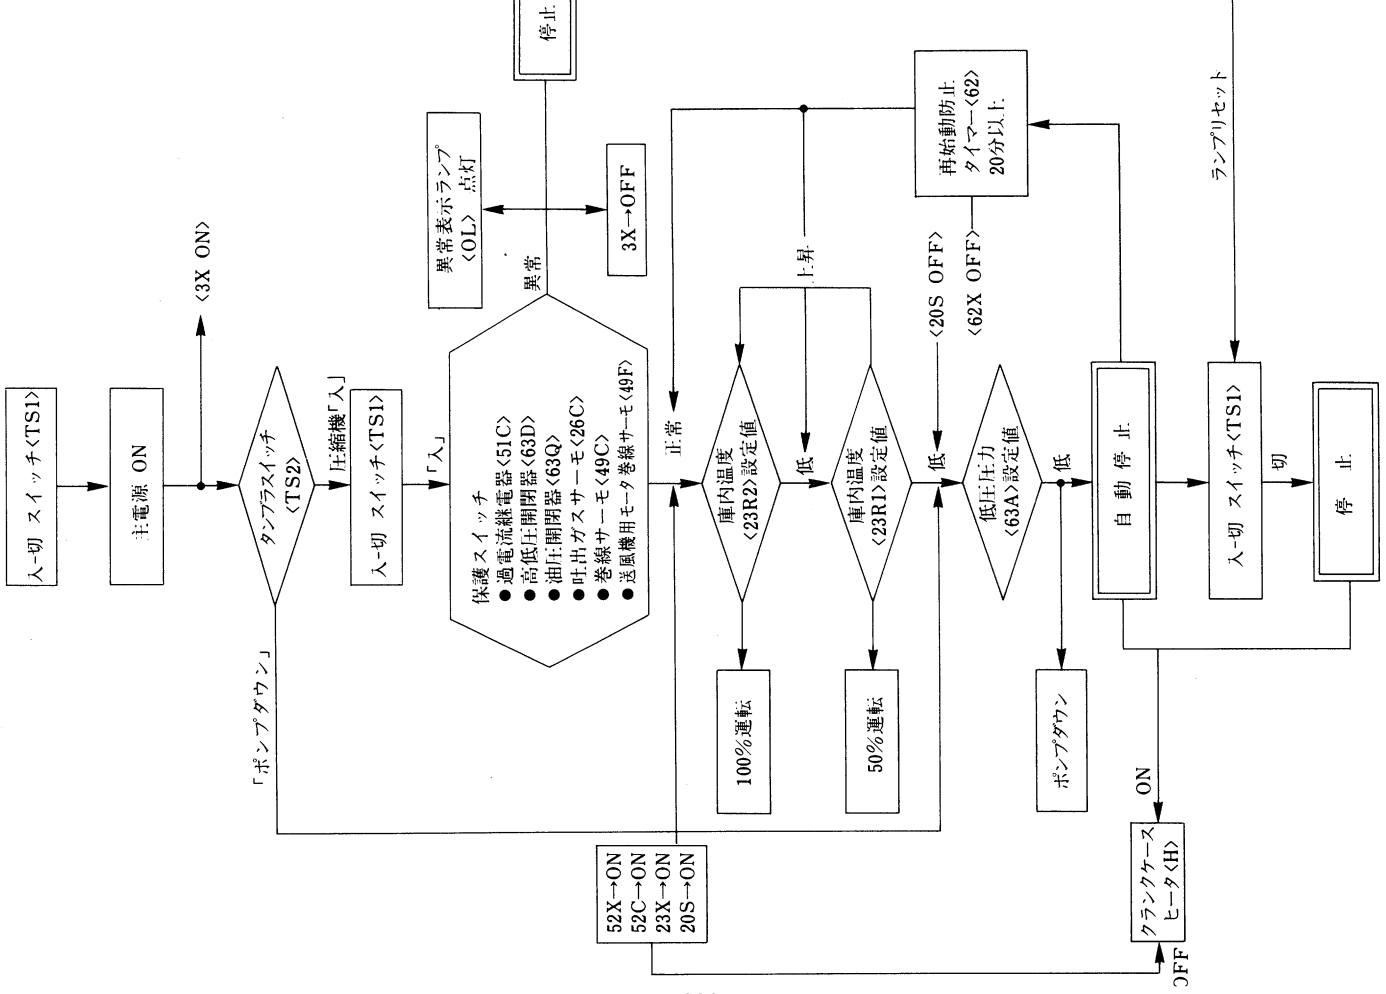 入-切 スイッチ<TS1>
主電源 ON
<3X ON>
タンブラスイッチ
<TS2>
「ポンプダウン」
圧縮機「入」
入-切 スイッチ<TS1>
「入」
保護スイッチ
●過電流継電器<51C>
●高低圧開閉器<63D>
●油圧開閉器<63Q>
●吐出ガスサーモ<26C>
●巻線サーモ<49C>
●送風機用モータ巻線サーモ<49F>
異常
異常表示ランプ
<OL> 点灯
3X→OFF
停止
正常
52X→ON
52C→ON
23X→ON
20S→ON
庫内温度
<23R2>設定値
100%運転
低
上昇
庫内温度
<23R1>設定値
50%運転
低
<20S OFF>
<62X OFF>
再始動防止
タイマー<62>
20分以上
低圧圧力
<63A>設定値
低
ポンプダウン
自動停止
ランプリセット
入-切 スイッチ<TS1>
切
停 止
ON
クランクケース
ヒータ<H>
OFF